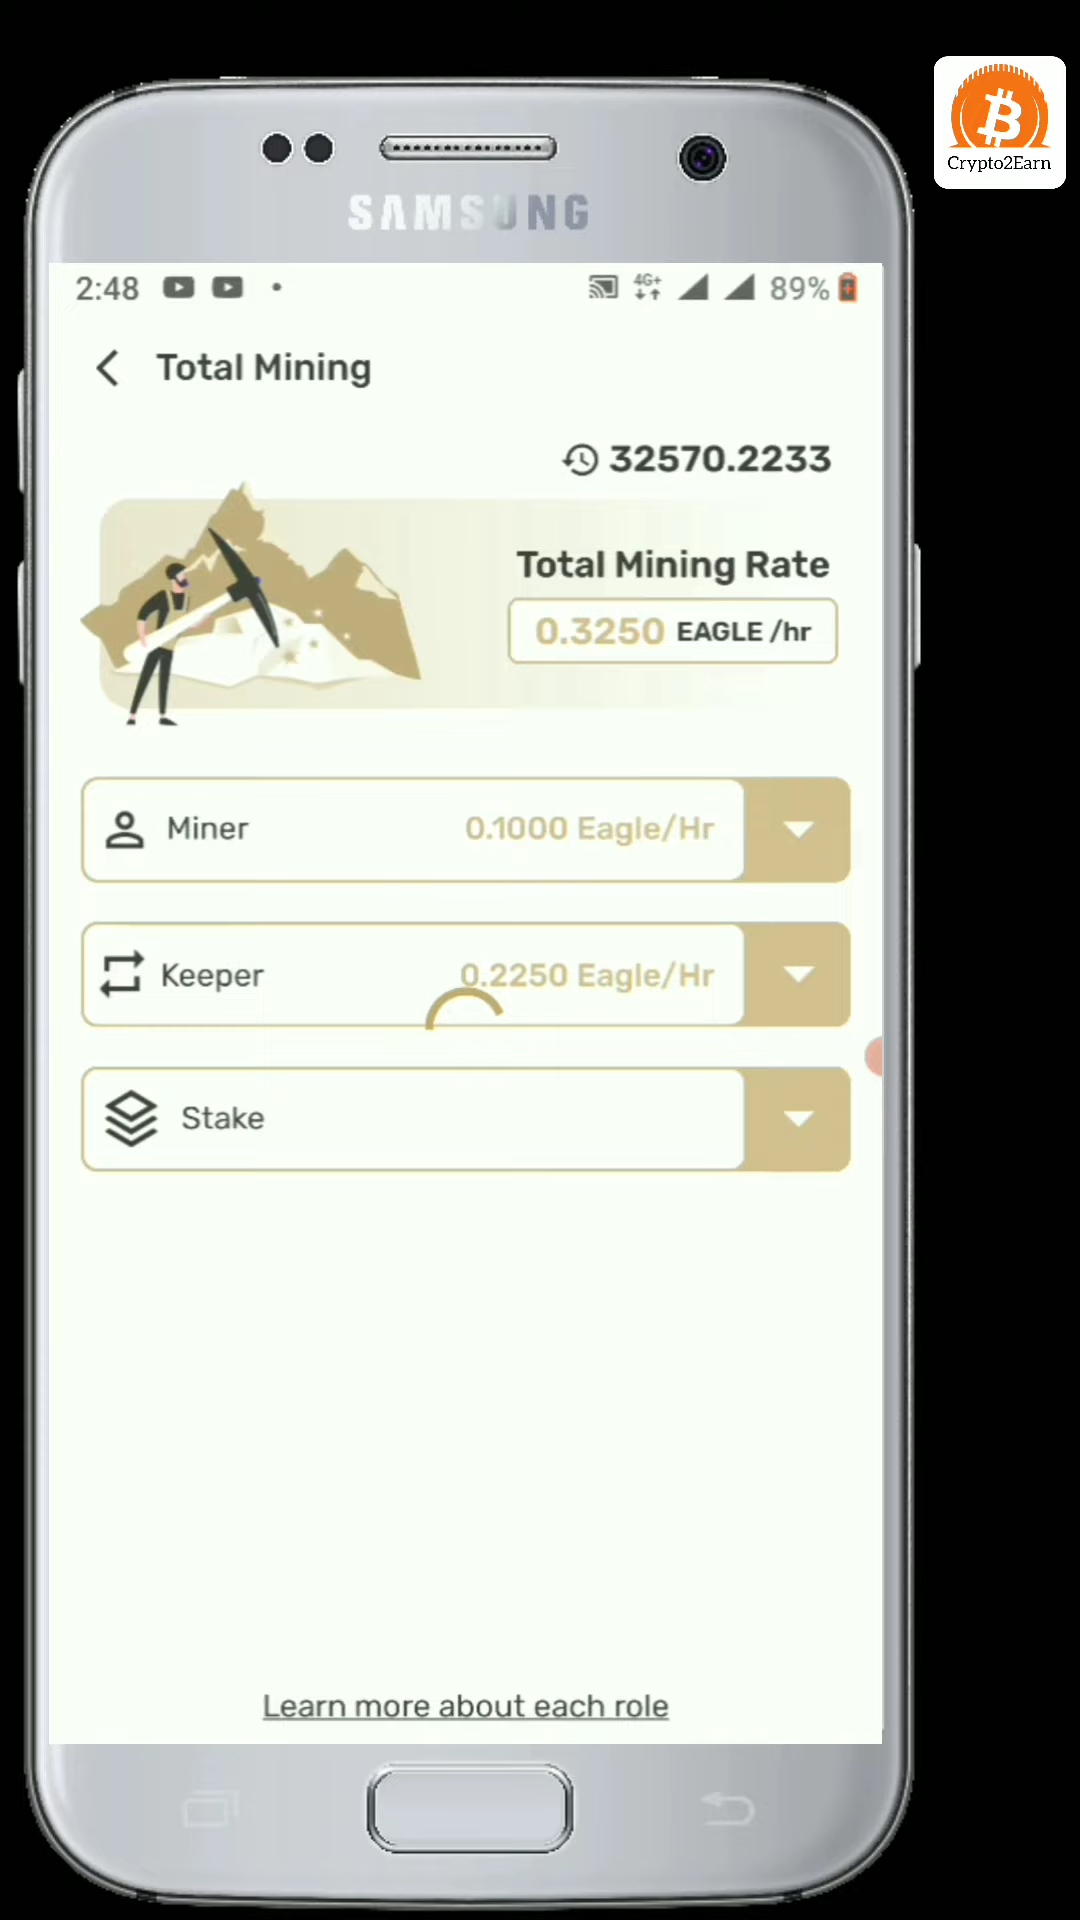 Crypto2Earn
SAMSUNG
2:48 4G+ 89%
Total Mining
32570.2233
Total Mining Rate
0.3250 EAGLE /hr
Miner 0.1000 Eagle/Hr
Keeper 0.2250 Eagle/Hr
Stake
Learn more about each role